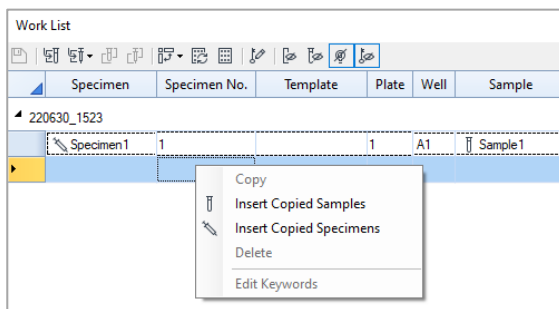 Work List
Specimen Specimen No. Template Plate Well Sample
220630_1523
Specimen1 1 1 A1 Sample1
Copy
Insert Copied Samples
Insert Copied Specimens
Delete
Edit Keywords